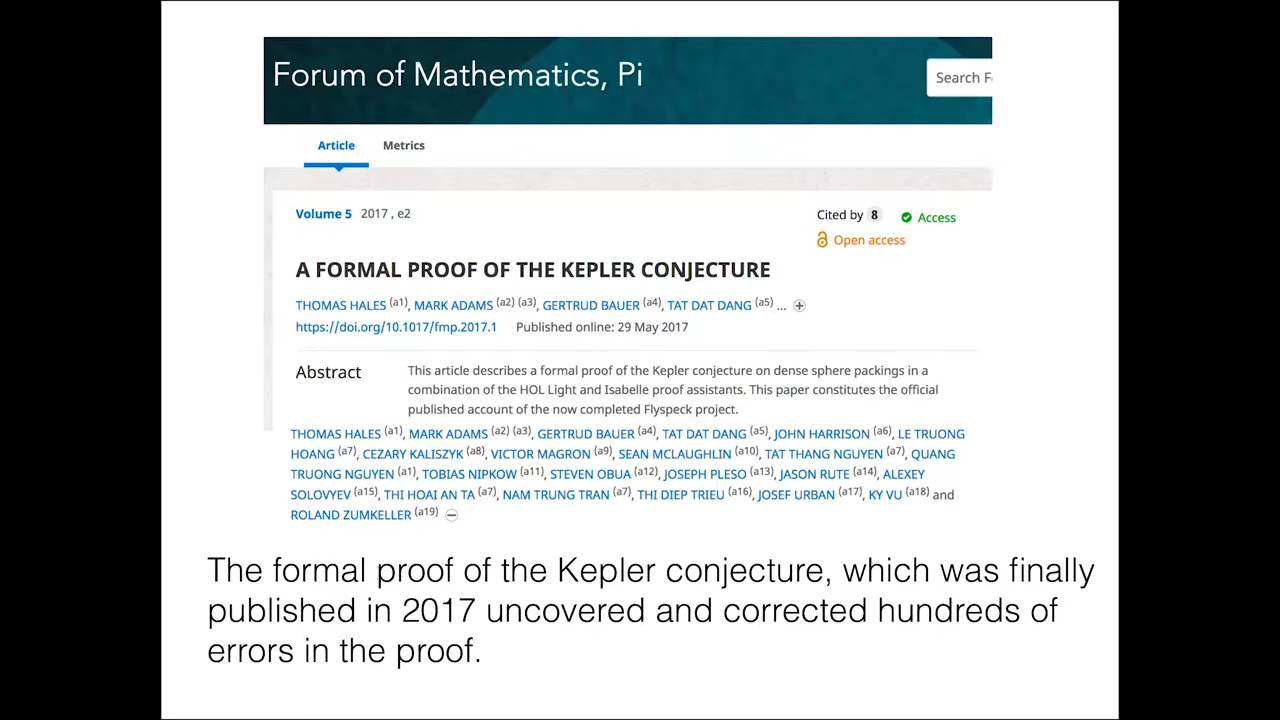 Forum of Mathematics, Pi
Search F
Article Metrics
Volume 5 2017 , e2
Cited by 8 Access
Open access
A FORMAL PROOF OF THE KEPLER CONJECTURE
THOMAS HALES (a1), MARK ADAMS (a2) (a3), GERTRUD BAUER (a4), TAT DAT DANG (a5) ...
https://doi.org/10.1017/fmp.2017.1 Published online: 29 May 2017
Abstract
This article describes a formal proof of the Kepler conjecture on dense sphere packings in a
combination of the HOL Light and Isabelle proof assistants. This paper constitutes the official
published account of the now completed Flyspeck project.
THOMAS HALES (a1), MARK ADAMS (a2) (a3), GERTRUD BAUER (a4), TAT DAT DANG (a5), JOHN HARRISON (a6), LE TRUONG
HOANG (a7), CEZARY KALISZYK (a8), VICTOR MAGRON (a9), SEAN MCLAUGHLIN (a10), TAT THANG NGUYEN (a7), QUANG
TRUONG NGUYEN (a1), TOBIAS NIPKOW (a11), STEVEN OBUA (a12), JOSEPH PLESO (a13), JASON RUTE (a14), ALEXEY
SOLOVYEV (a15), THI HOAI AN TA (a7), NAM TRUNG TRAN (a7), THI DIEP TRIEU (a16), JOSEF URBAN (a17), KY VU (a18) and
ROLAND ZUMKELLER (a19)
The formal proof of the Kepler conjecture, which was finally
published in 2017 uncovered and corrected hundreds of
errors in the proof.